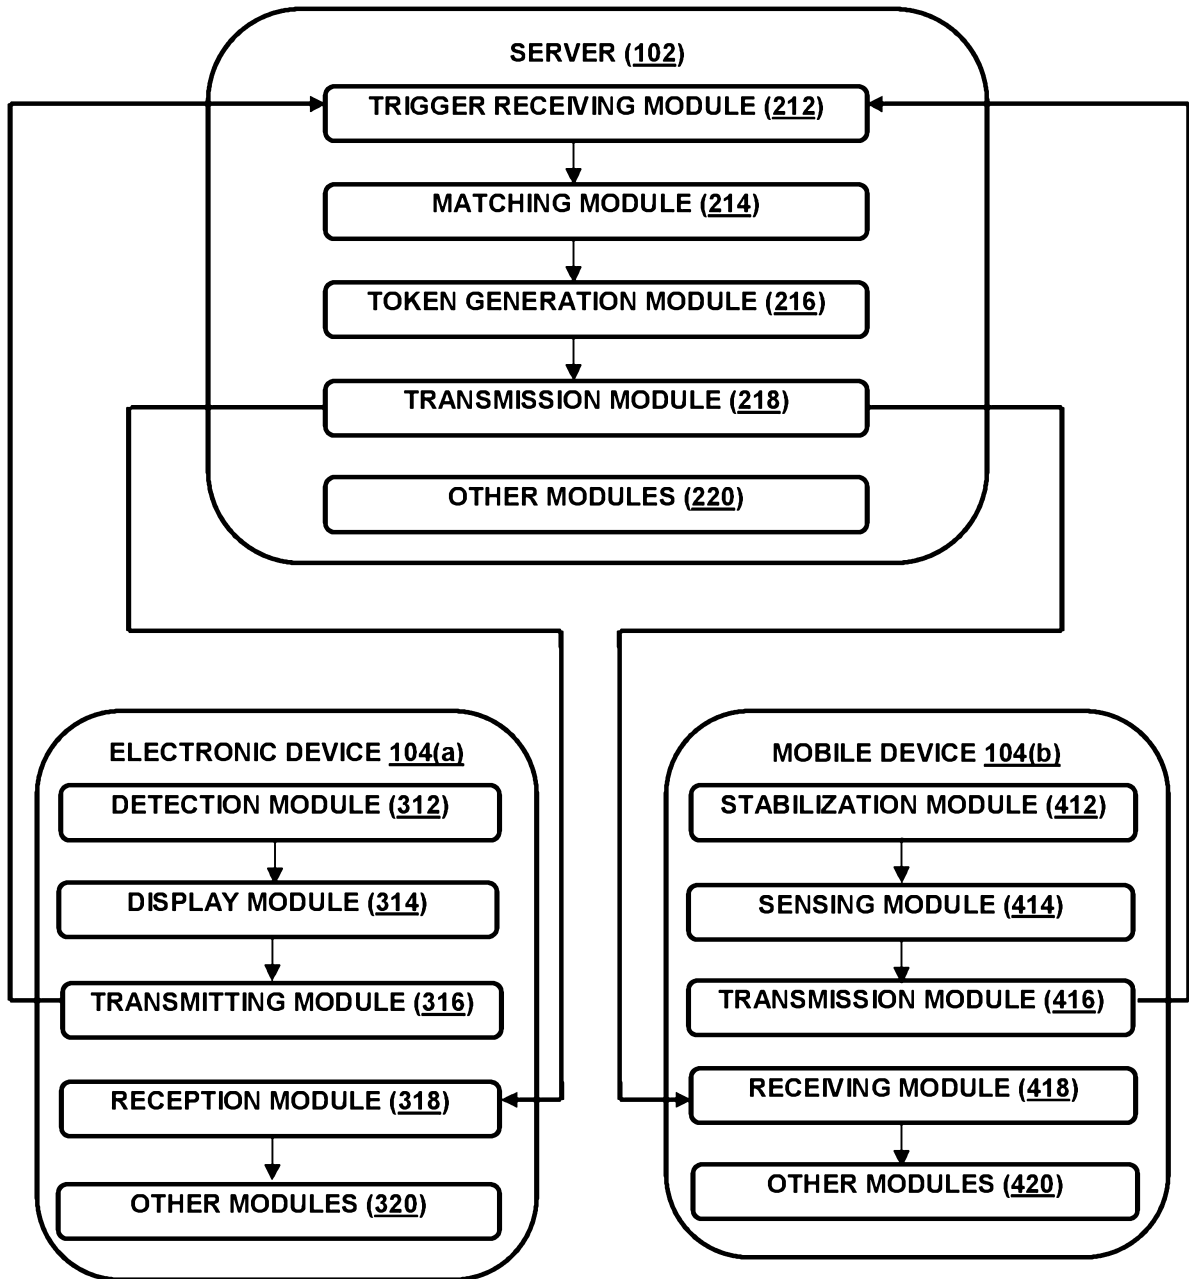 SERVER (102)
TRIGGER RECEIVING MODULE (212)
MATCHING MODULE (214)
TOKEN GENERATION MODULE (216)
TRANSMISSION MODULE (218)
OTHER MODULES (220)
ELECTRONIC DEVICE 104(a)
DETECTION MODULE (312)
DISPLAY MODULE (314)
TRANSMITTING MODULE (316)
RECEPTION MODULE (318)
OTHER MODULES (320)
MOBILE DEVICE 104(b)
STABILIZATION MODULE (412)
SENSING MODULE (414)
TRANSMISSION MODULE (416)
RECEIVING MODULE (418)
OTHER MODULES (420)